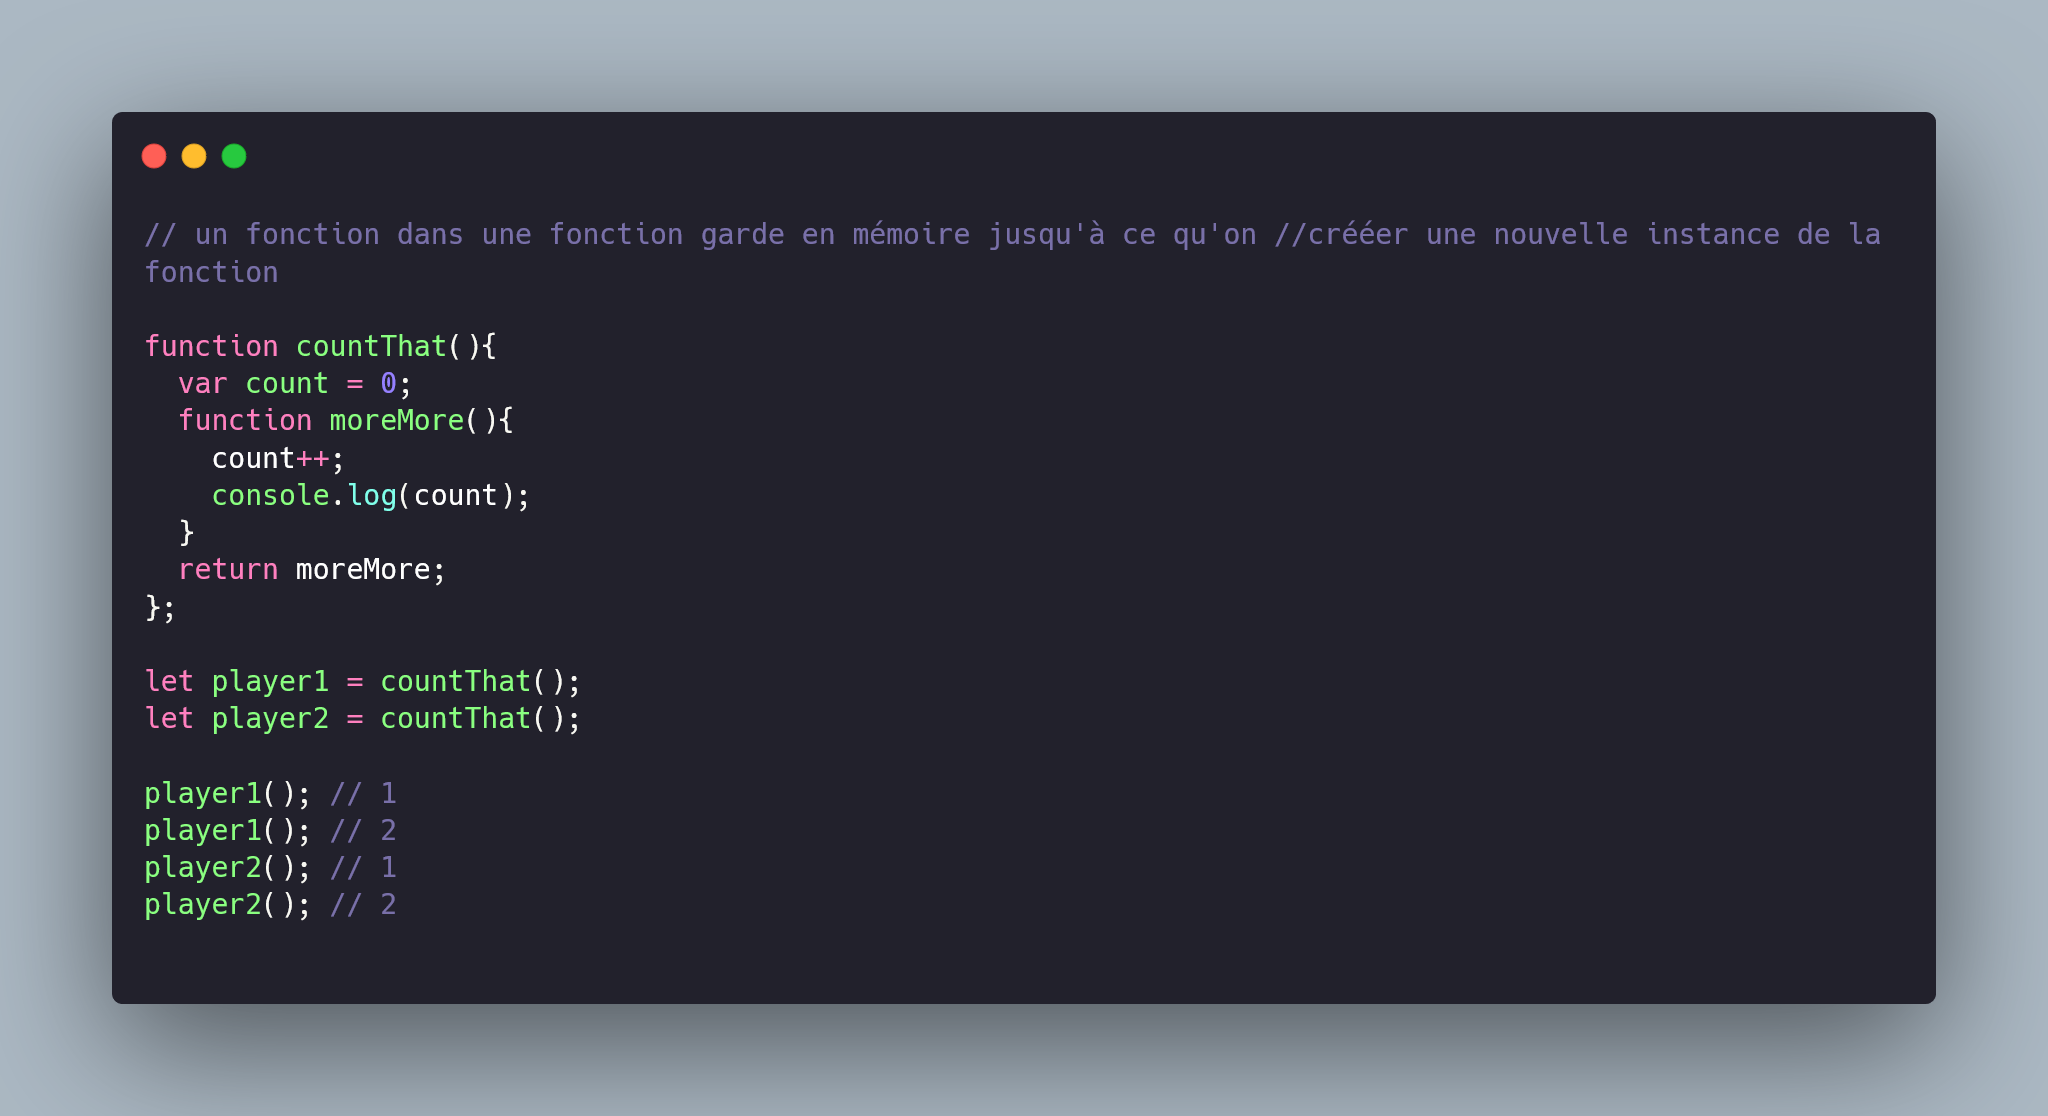 // un fonction dans une fonction garde en mémoire jusqu'à ce qu'on //crééer une nouvelle instance de la
fonction

function countThat(){
  var count = 0;
  function moreMore(){
    count++;
    console.log(count);
  }
  return moreMore;
};

let player1 = countThat();
let player2 = countThat();

player1(); // 1
player1(); // 2
player2(); // 1
player2(); // 2